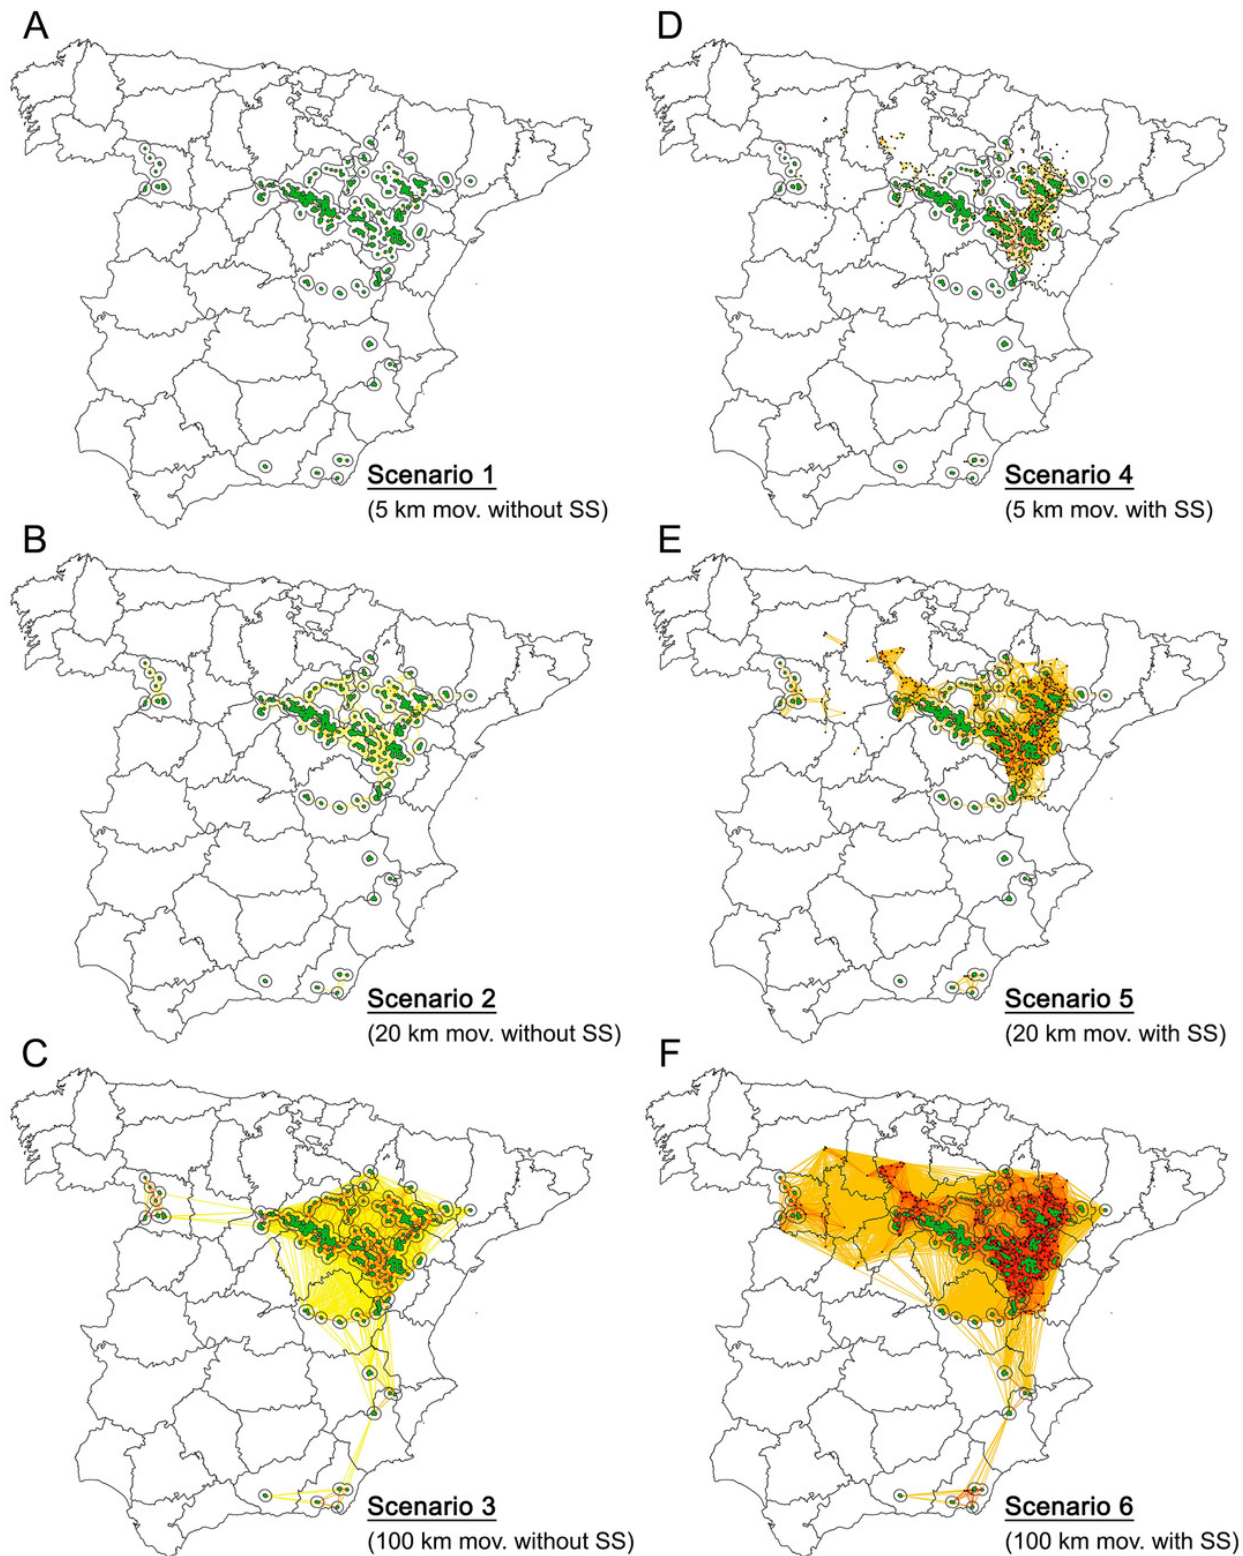 A
Scenario 1
(5 km mov. without SS)
D
Scenario 4
(5 km mov. with SS)
B
Scenario 2
(20 km mov. without SS)
E
Scenario 5
(20 km mov. with SS)
C
Scenario 3
(100 km mov. without SS)
F
Scenario 6
(100 km mov. with SS)